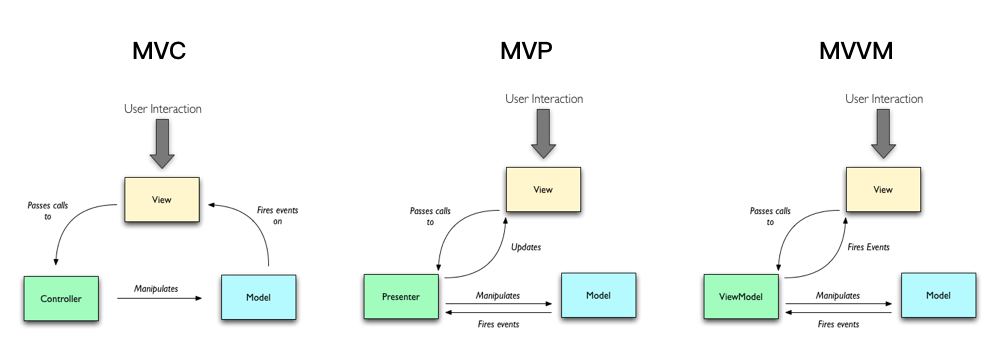 MVC
User Interaction
View
Passes calls
to
Fires events
on
Controller
Manipulates
Model
MVP
User Interaction
View
Passes calls
to
Updates
Presenter
Manipulates
Fires events
Model
MVVM
User Interaction
View
Passes calls
to
Fires Events
ViewModel
Manipulates
Fires events
Model